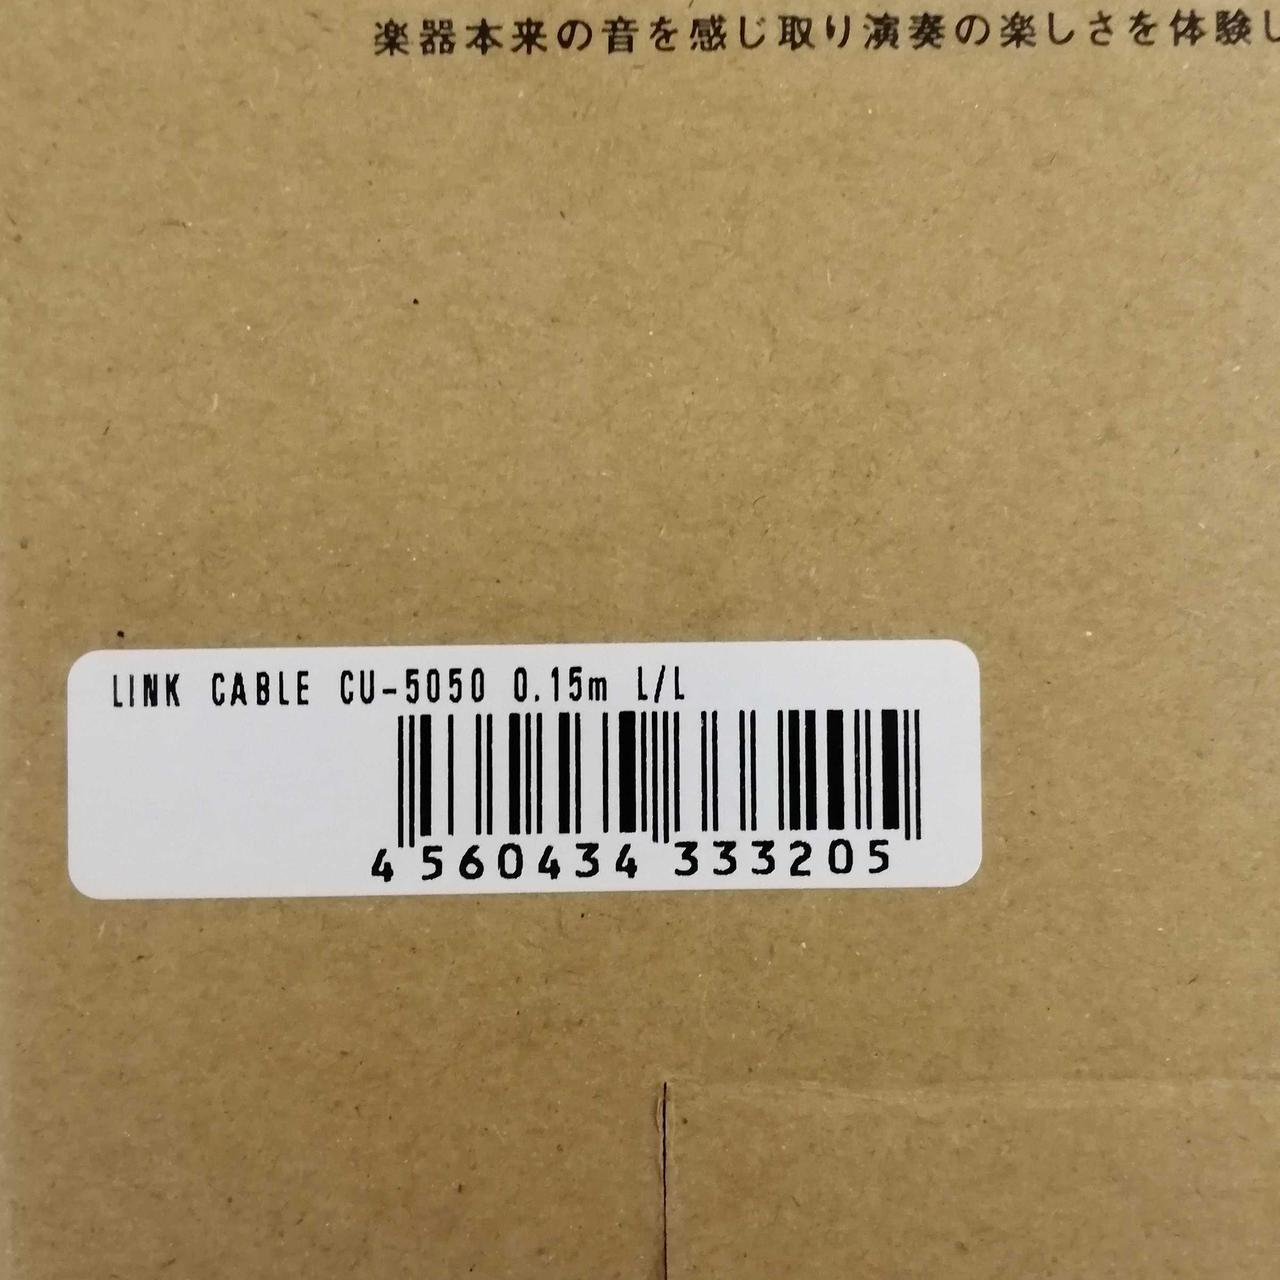 楽器本来の音を感じ取り演奏の楽しさを体験し
LINK CABLE CU-5050 0.15m L/L
4 560434 333205